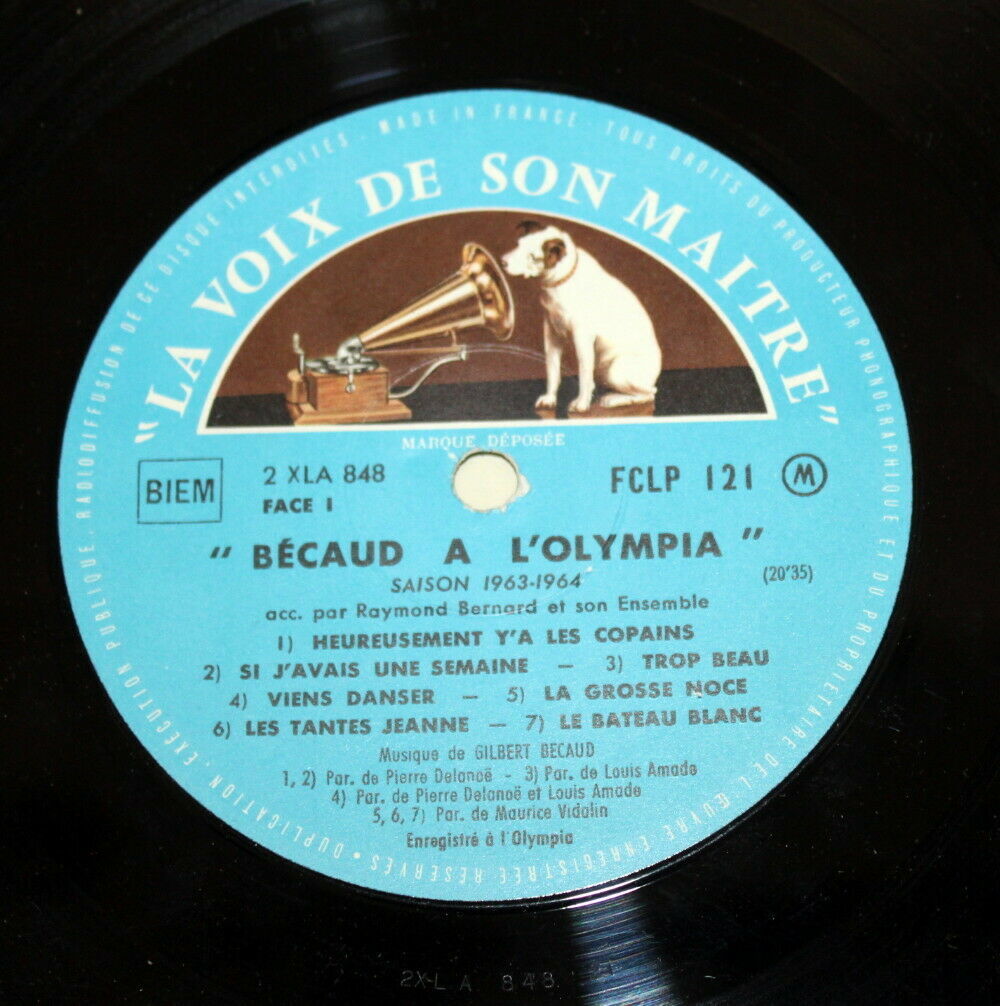 MADE IN FRANCE · TOUS DROITS DU PRODUCTEUR PHONOGRAPHIQUE ET DU PROPRIETAIRE DE L'ŒUVRE ENREGISTRÉE RÉSERVÉS · DUPLICATION, EXÉCUTION PUBLIQUE, RADIODIFFUSION DE CE DISQUE INTERDITES ·
"LA VOIX DE SON MAITRE"
MARQUE DÉPOSÉE
BIEM
2 XLA 848
FACE 1
FCLP 121 M
" BÉCAUD A L'OLYMPIA "
SAISON 1963-1964
(20'35)
acc. par Raymond Bernard et son Ensemble
1) HEUREUSEMENT Y'A LES COPAINS
2) SI J'AVAIS UNE SEMAINE — 3) TROP BEAU
4) VIENS DANSER — 5) LA GROSSE NOCE
6) LES TANTES JEANNE — 7) LE BATEAU BLANC
Musique de GILBERT BECAUD
1, 2) Par. de Pierre Delanoë - 3) Par. de Louis Amade
4) Par. de Pierre Delanoë et Louis Amade
5, 6, 7) Par. de Maurice Vidalin
Enregistré à l'Olympia
2X-LA 848